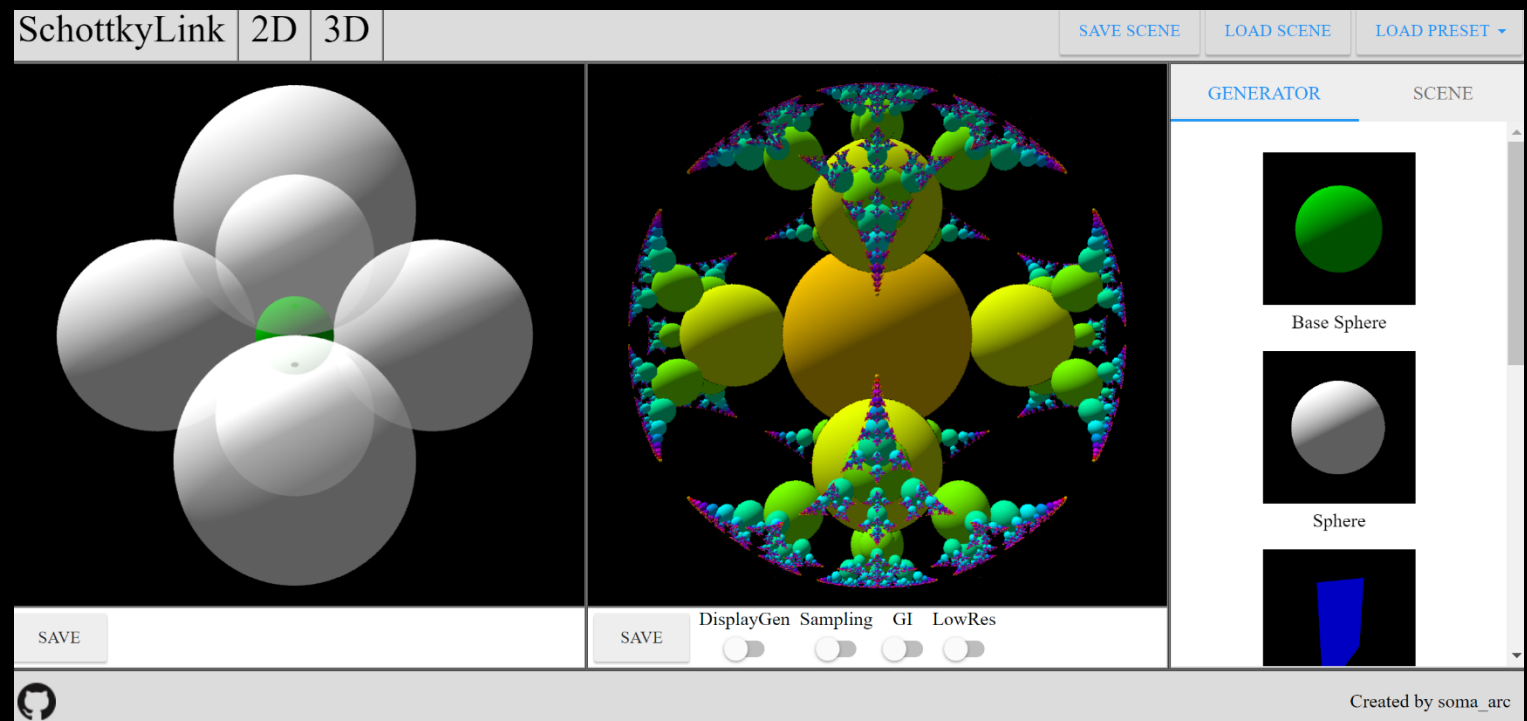 SchottkyLink 2D 3D SAVE SCENE LOAD SCENE LOAD PRESET
GENERATOR SCENE
Base Sphere
Sphere
SAVE
SAVE DisplayGen Sampling GI LowRes
Created by soma_arc